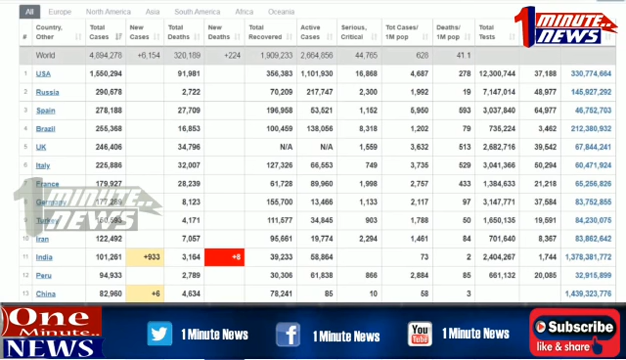 All Europe North America Asia South America Africa Oceania
# Country, Other Total Cases New Cases Total Deaths New Deaths Total Recovered Active Cases Serious, Critical Tot Cases/ 1M pop Deaths/ 1M pop Total Tests
1 MINUTE.. NEWS
World 4,894,278 +6,154 320,189 +224 1,909,233 2,664,856 44,765 628 41.1
1 USA 1,550,294 91,981 356,383 1,101,930 16,868 4,687 278 12,300,744 37,188 330,774,664
2 Russia 290,678 2,722 70,209 217,747 2,300 1,992 19 7,147,014 48,977 145,927,292
3 Spain 278,188 27,709 196,958 53,521 1,152 5,950 593 3,037,840 64,977 46,752,703
4 Brazil 255,368 16,853 100,459 138,056 8,318 1,202 79 735,224 3,462 212,380,932
5 UK 246,406 34,796 N/A N/A 1,559 3,632 513 2,682,716 39,542 67,844,241
6 Italy 225,886 32,007 127,326 66,553 749 3,735 529 3,041,366 50,294 60,471,924
France 179,927 28,239 61,728 89,960 1,998 2,757 433 1,384,633 21,218 65,256,826
Germany 177,289 8,123 155,700 13,466 1,133 2,117 97 3,147,771 37,584 83,752,855
Turkey 150,593 4,171 111,577 34,845 903 1,788 50 1,650,135 19,591 84,230,075
1 MINUTE.. NEWS
Iran 122,492 7,057 95,661 19,774 2,294 1,461 84 701,640 8,367 83,862,642
11 India 101,261 +933 3,164 +8 39,233 58,864 73 2 2,404,267 1,744 1,378,381,772
12 Peru 94,933 2,789 30,306 61,838 866 2,884 85 661,132 20,085 32,915,899
13 China 82,960 +6 4,634 78,241 85 10 58 3 1,439,323,776
One Minute.. NEWS
1 Minute News
1 Minute News
You Tube 1 Minute News
Subscribe
like & share